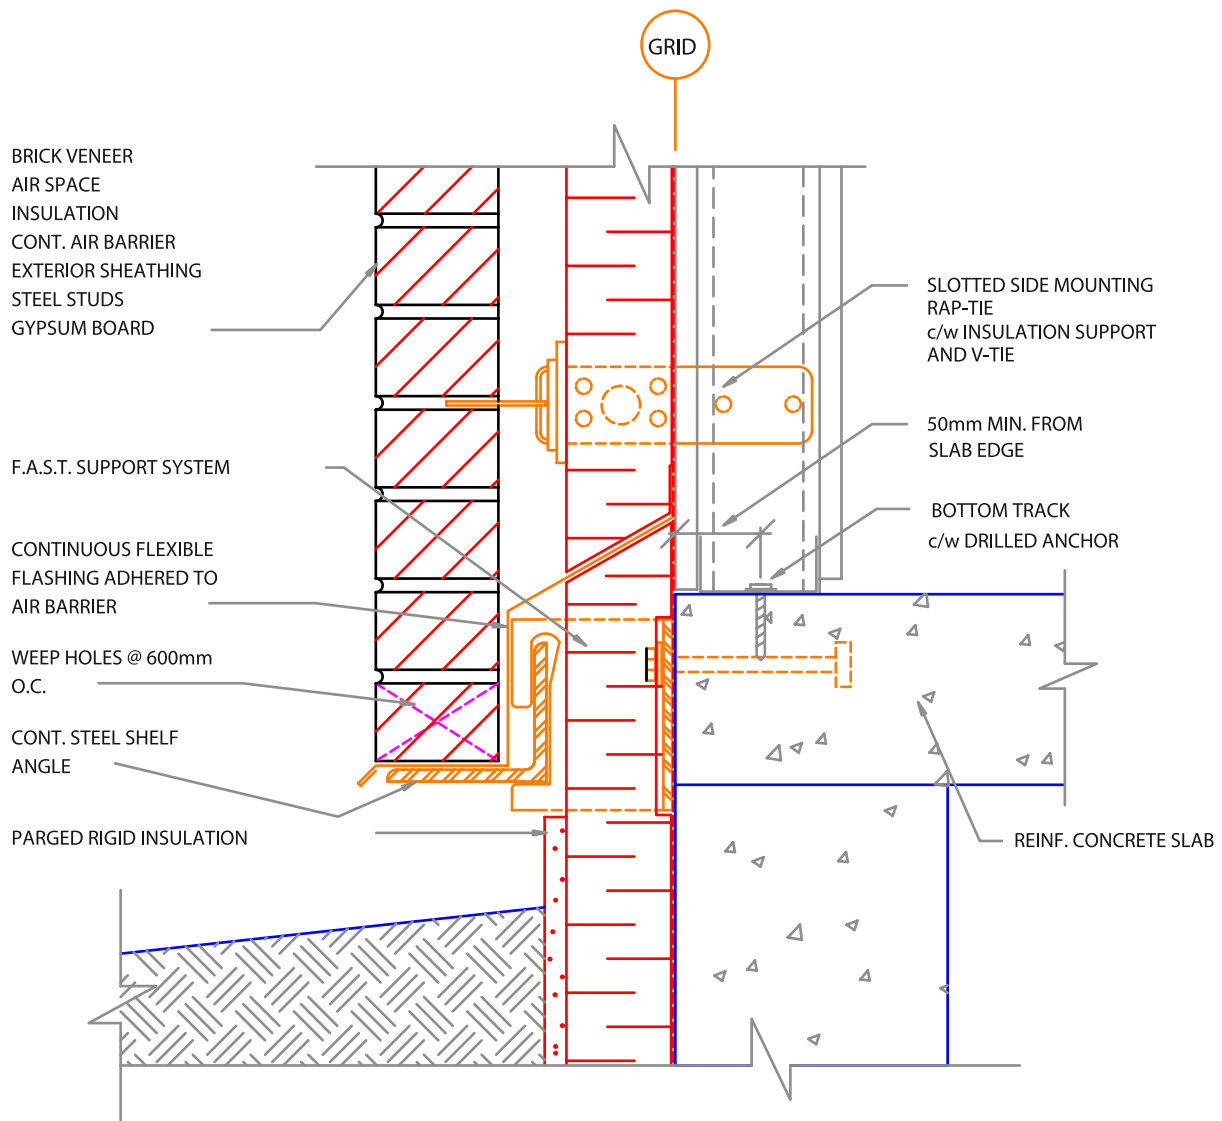 GRID
BRICK VENEER
AIR SPACE
INSULATION
CONT. AIR BARRIER
EXTERIOR SHEATHING
STEEL STUDS
GYPSUM BOARD
SLOTTED SIDE MOUNTING
RAP-TIE
c/w INSULATION SUPPORT
AND V-TIE
50mm MIN. FROM
SLAB EDGE
F.A.S.T. SUPPORT SYSTEM
BOTTOM TRACK
c/w DRILLED ANCHOR
CONTINUOUS FLEXIBLE
FLASHING ADHERED TO
AIR BARRIER
WEEP HOLES @ 600mm
O.C.
CONT. STEEL SHELF
ANGLE
PARGED RIGID INSULATION
REINF. CONCRETE SLAB